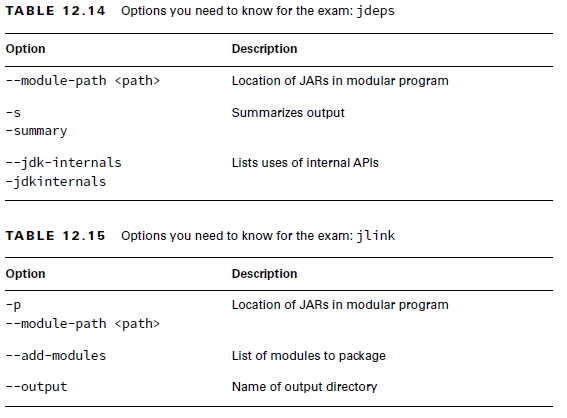 TABLE 12.14 Options you need to know for the exam: jdeps
Option Description
--module-path <path> Location of JARs in modular program
-s Summarizes output
-summary
--jdk-internals Lists uses of internal APIs
-jdkinternals
TABLE 12.15 Options you need to know for the exam: jlink
Option Description
-p Location of JARs in modular program
--module-path <path>
--add-modules List of modules to package
--output Name of output directory